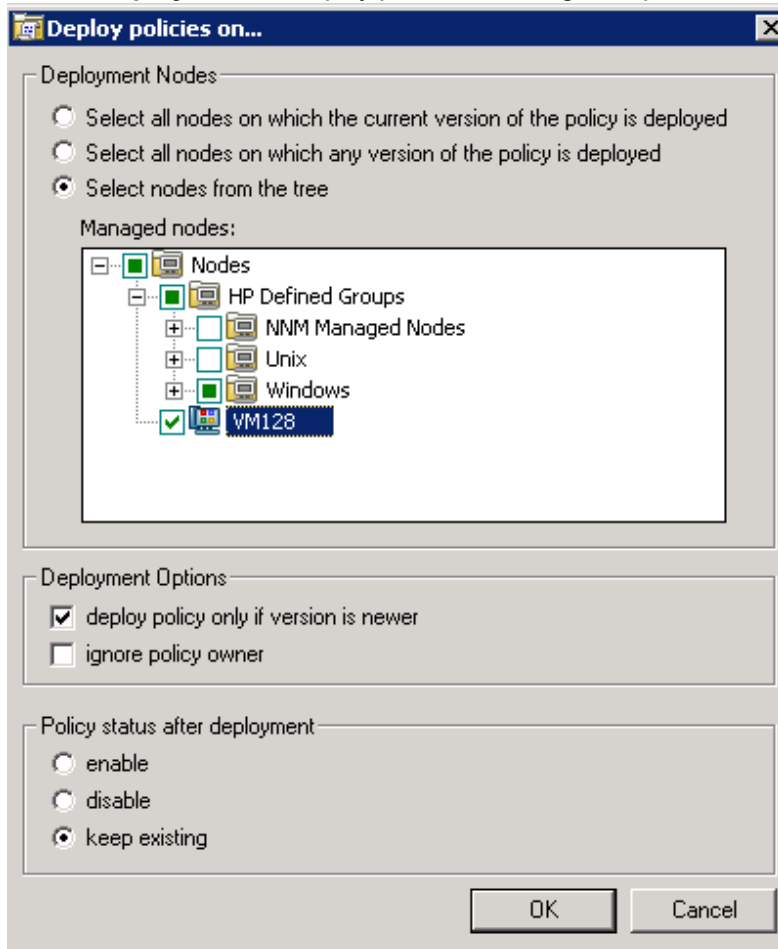 Deploy policies on...
Deployment Nodes
Select all nodes on which the current version of the policy is deployed
Select all nodes on which any version of the policy is deployed
Select nodes from the tree
Managed nodes:
Nodes
HP Defined Groups
NNM Managed Nodes
Unix
Windows
VM128
Deployment Options
deploy policy only if version is newer
ignore policy owner
Policy status after deployment
enable
disable
keep existing
OK Cancel